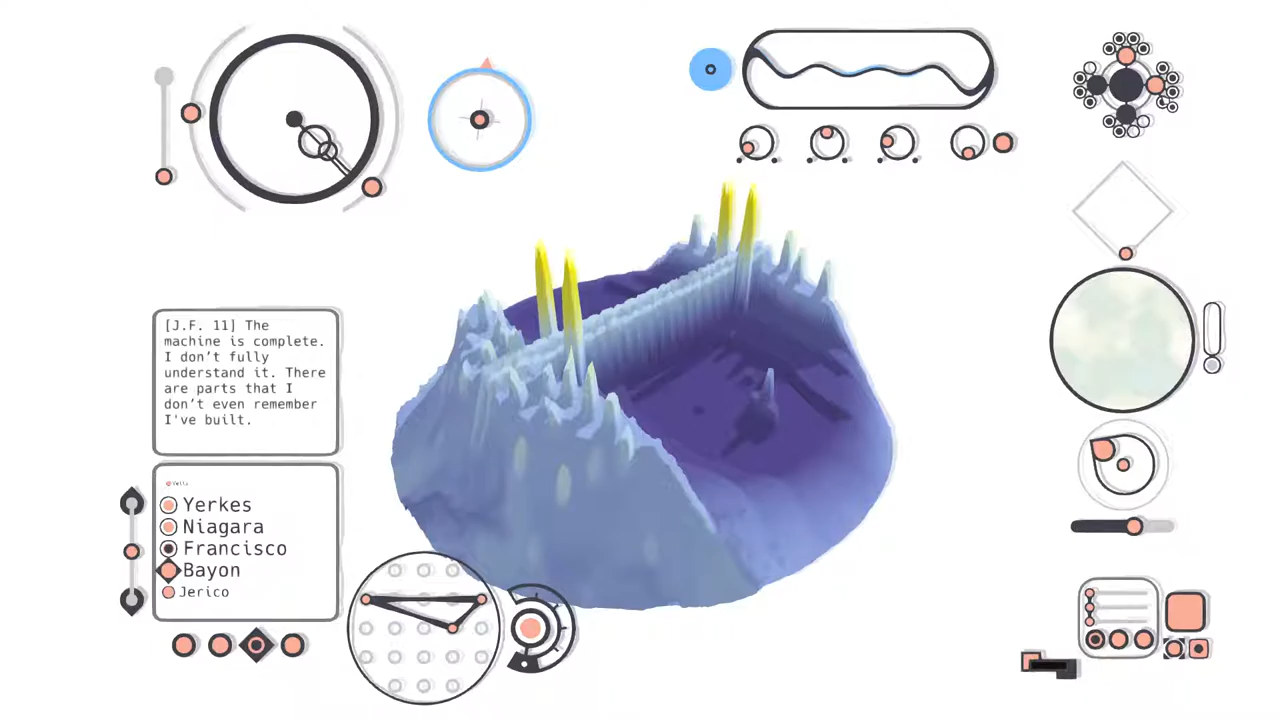 [J.F. 11] The
machine is complete.
I don’t fully
understand it. There
are parts that I
don’t even remember
I've built.
Yerkes
Niagara
Francisco
Bayon
Jerico